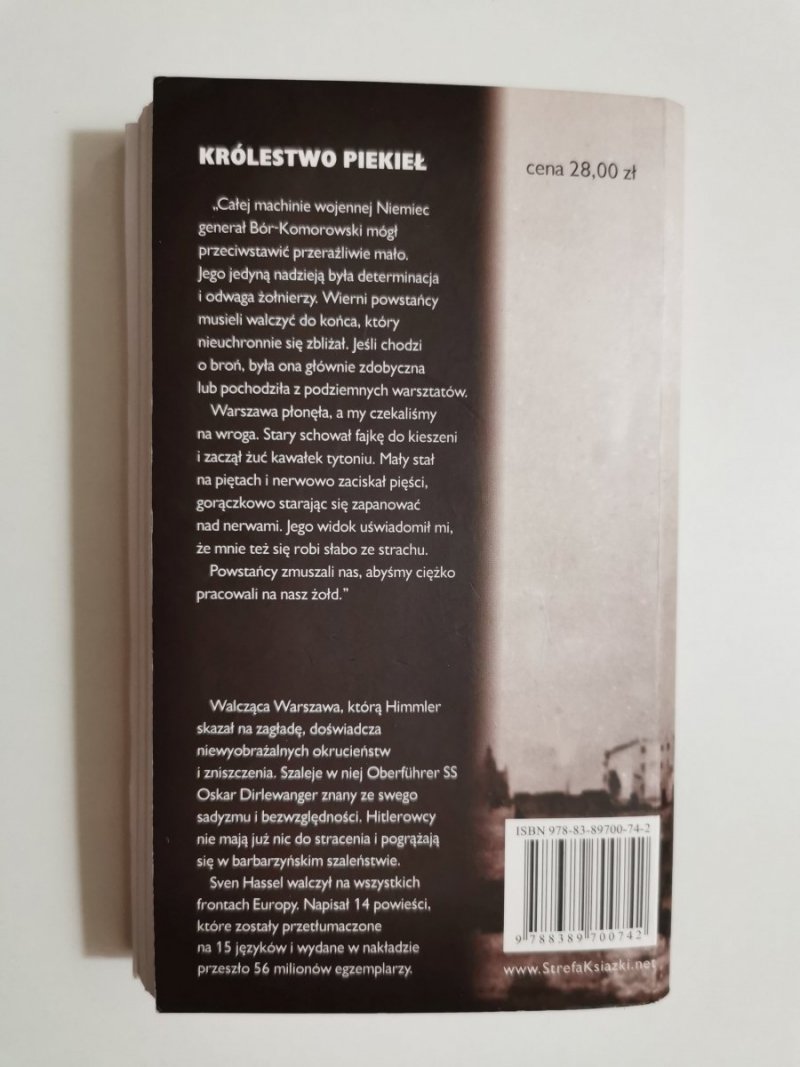 KRÓLESTWO PIEKIEŁ
cena 28,00 zł
„Całej machinie wojennej Niemiec
generał Bór-Komorowski mógł
przeciwstawić przeraźliwie mało.
Jego jedyną nadzieją była determinacja
i odwaga żołnierzy. Wierni powstańcy
musieli walczyć do końca, który
nieuchronnie się zbliżał. Jeśli chodzi
o broń, była ona głównie zdobyczna
lub pochodziła z podziemnych warsztatów.
Warszawa płonęła, a my czekaliśmy
na wroga. Stary schował fajkę do kieszeni
i zaczął żuć kawałek tytoniu. Mały stał
na piętach i nerwowo zaciskał pięści,
gorączkowo starając się zapanować
nad nerwami. Jego widok uświadomił mi,
że mnie też się robi słabo ze strachu.
Powstańcy zmuszali nas, abyśmy ciężko
pracowali na nasz żołd.”
Walcząca Warszawa, którą Himmler
skazał na zagładę, doświadcza
niewyobrażalnych okrucieństw
i zniszczenia. Szaleje w niej Oberführer SS
Oskar Dirlewanger znany ze swego
sadyzmu i bezwzględności. Hitlerowcy
nie mają już nic do stracenia i pogrążają
się w barbarzyńskim szaleństwie.
Sven Hassel walczył na wszystkich
frontach Europy. Napisał 14 powieści,
które zostały przetłumaczone
na 15 języków i wydane w nakładzie
przeszło 56 milionów egzemplarzy.
ISBN 978-83-89700-74-2
9 788389 700742
www.StrefaKsiazki.net